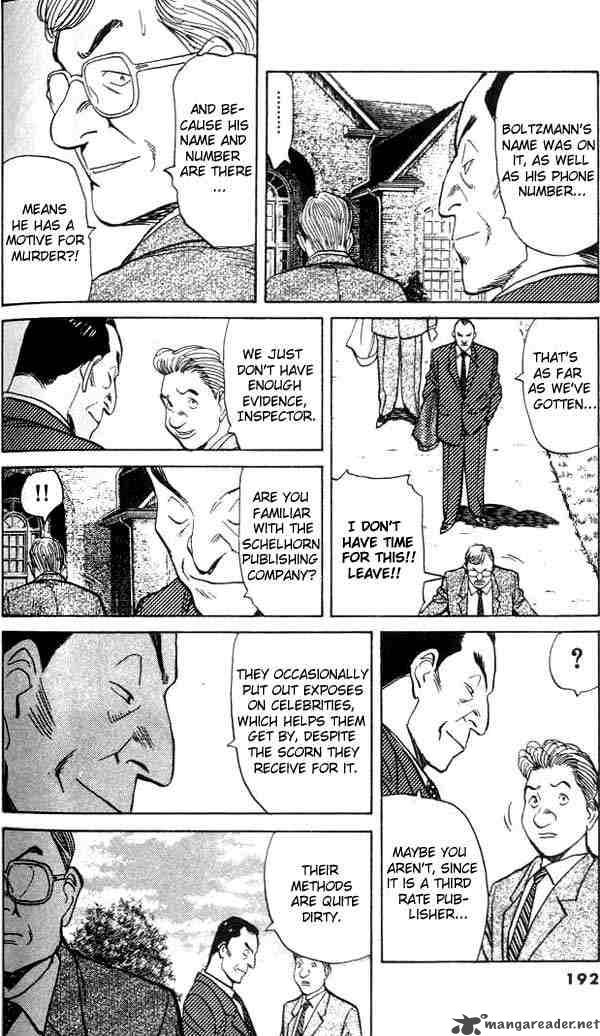 BOLTZMANN'S
NAME WAS ON
IT, AS WELL
AS HIS PHONE
NUMBER...
........
AND BE-
CAUSE HIS
NAME AND
NUMBER
ARE THERE
...
MEANS
HE HAS A
MOTIVE FOR
MURDER?!
THAT'S
AS FAR
AS WE'VE
GOTTEN...
I DON'T
HAVE TIME
FOR THIS!!
LEAVE!!
WE JUST
DON'T HAVE
ENOUGH
EVIDENCE,
INSPECTOR.
ARE YOU
FAMILIAR
WITH THE
SCHELHORN
PUBLISHING
COMPANY?
!!
?
MAYBE YOU
AREN'T, SINCE
IT IS A THIRD
RATE PUB-
LISHER...
THEY OCCASIONALLY
PUT OUT EXPOSES
ON CELEBRITIES,
WHICH HELPS THEM
GET BY, DESPITE
THE SCORN THEY
RECEIVE FOR IT.
THEIR
METHODS
ARE QUITE
DIRTY.
192
mangareader.net